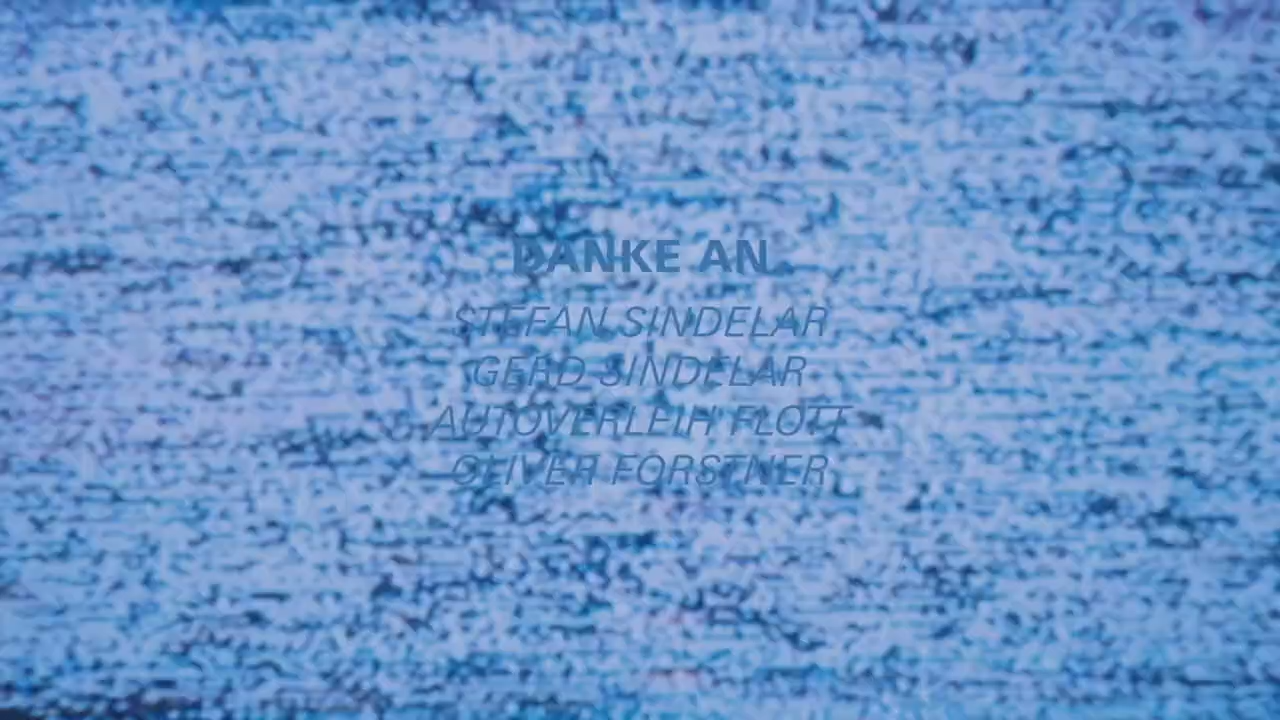 DANKE AN
STEFAN SINDELAR
GERD SINDELAR
AUTOVERLEIH FLOTT
OLIVER FORSTNER